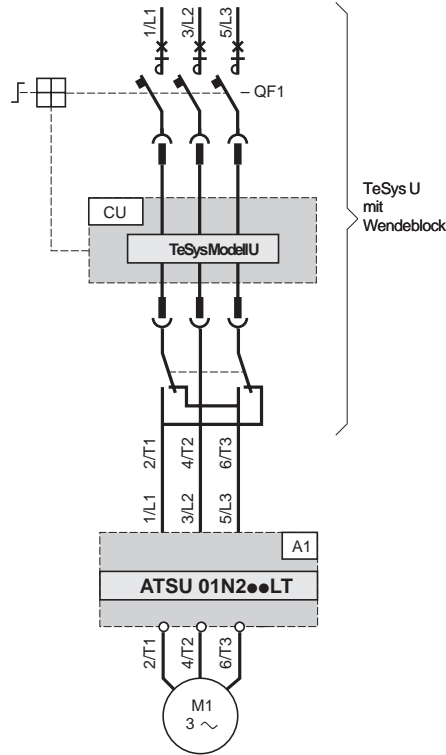 1/L1 3/L2 5/L3
– QF1
CU
TeSysModellU
TeSys U
mit
Wendeblock
2/T1 4/T2 6/T3
1/L1 3/L2 5/L3
A1
ATSU 01N2●●LT
2/T1 4/T2 6/T3
M1
3 ~